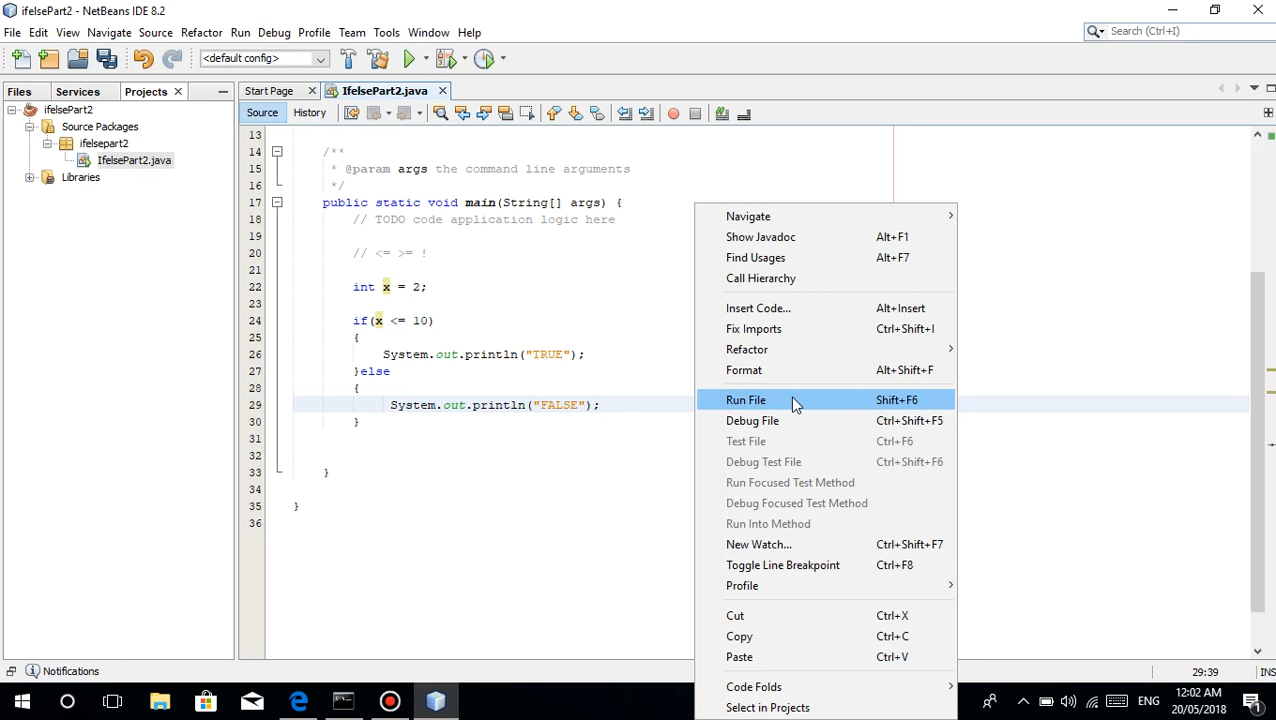 ifelsePart2 - NetBeans IDE 8.2
File Edit View Navigate Source Refactor Run Debug Profile Team Tools Window Help
Search (Ctrl+I)
<default config>
Files Services Projects
Start Page IfelsePart2.java
ifelsePart2
Source Packages
ifelsepart2
IfelsePart2.java
Libraries
Source History
13
14 /**
15 * @param args the command line arguments
16 */
17 public static void main(String[] args) {
18 // TODO code application logic here
19
20 // <= >= !
21
22 int x = 2;
23
24 if(x <= 10)
25 {
26 System.out.println("TRUE");
27 }else
28 {
29 System.out.println("FALSE");
30 }
31
32
33 }
34
35 }
36
Navigate
Show Javadoc Alt+F1
Find Usages Alt+F7
Call Hierarchy
Insert Code... Alt+Insert
Fix Imports Ctrl+Shift+I
Refactor
Format Alt+Shift+F
Run File Shift+F6
Debug File Ctrl+Shift+F5
Test File Ctrl+F6
Debug Test File Ctrl+Shift+F6
Run Focused Test Method
Debug Focused Test Method
Run Into Method
New Watch... Ctrl+Shift+F7
Toggle Line Breakpoint Ctrl+F8
Profile
Cut Ctrl+X
Copy Ctrl+C
Paste Ctrl+V
Code Folds
Select in Projects
Notifications
29:39 INS
ENG
12:02 AM
20/05/2018
1